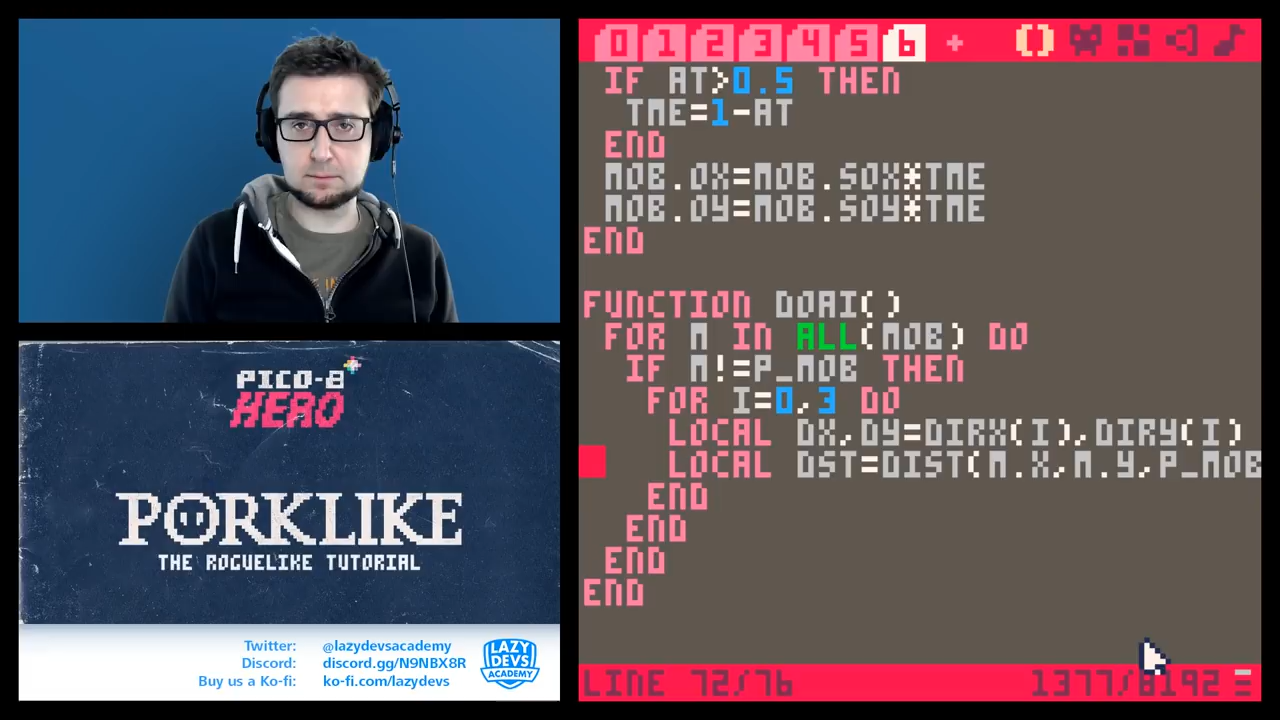 0 1 2 3 4 5 6 +
IF AT>0.5 THEN
TME=1-AT
END
MOB.OX=MOB.SOX*TME
MOB.OY=MOB.SOY*TME
END
FUNCTION DOAI()
FOR M IN ALL(MOB) DO
IF M!=P_MOB THEN
FOR I=0,3 DO
LOCAL DX,DY=DIRX(I),DIRY(I)
LOCAL DST=DIST(M.X,M.Y,P_MOB
END
END
END
END
LINE 72/76 1377/8192
PICO-8
HERO
PORKLIKE
THE ROGUELIKE TUTORIAL
Twitter: @lazydevsacademy
Discord: discord.gg/N9NBX8R
Buy us a Ko-fi: ko-fi.com/lazydevs
LAZY
DEVS
ACADEMY